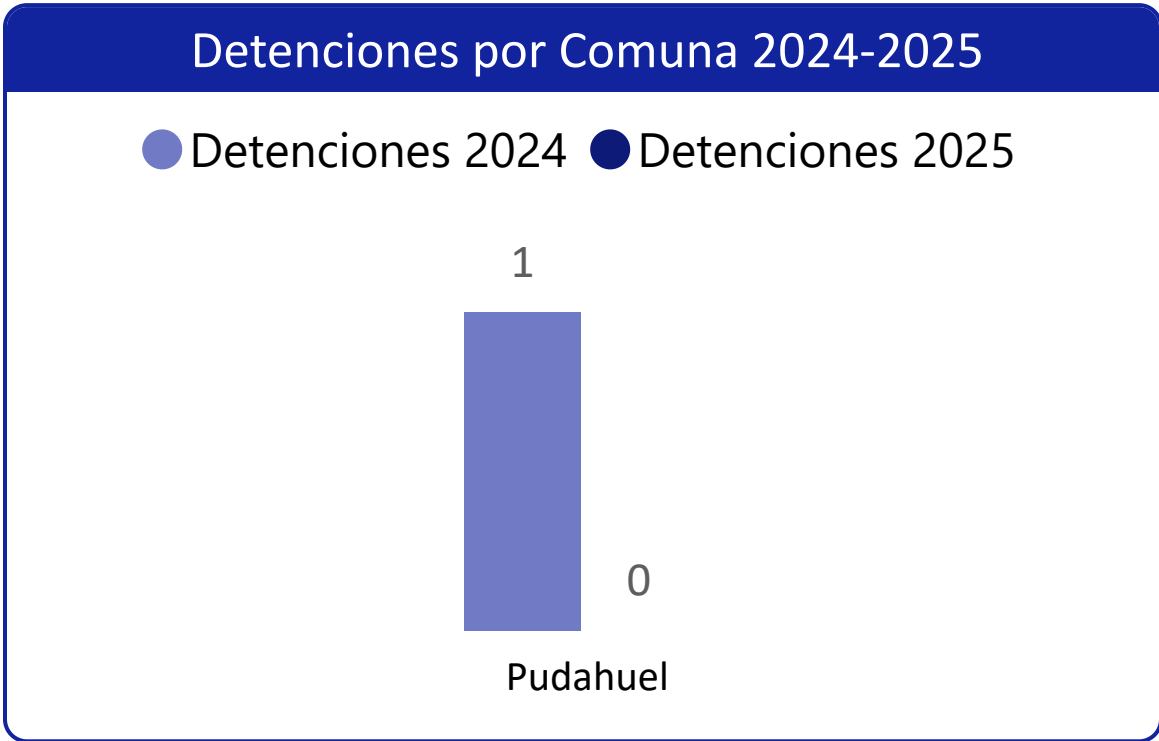 Detenciones por Comuna 2024-2025
Detenciones 2024 Detenciones 2025
1
0
Pudahuel